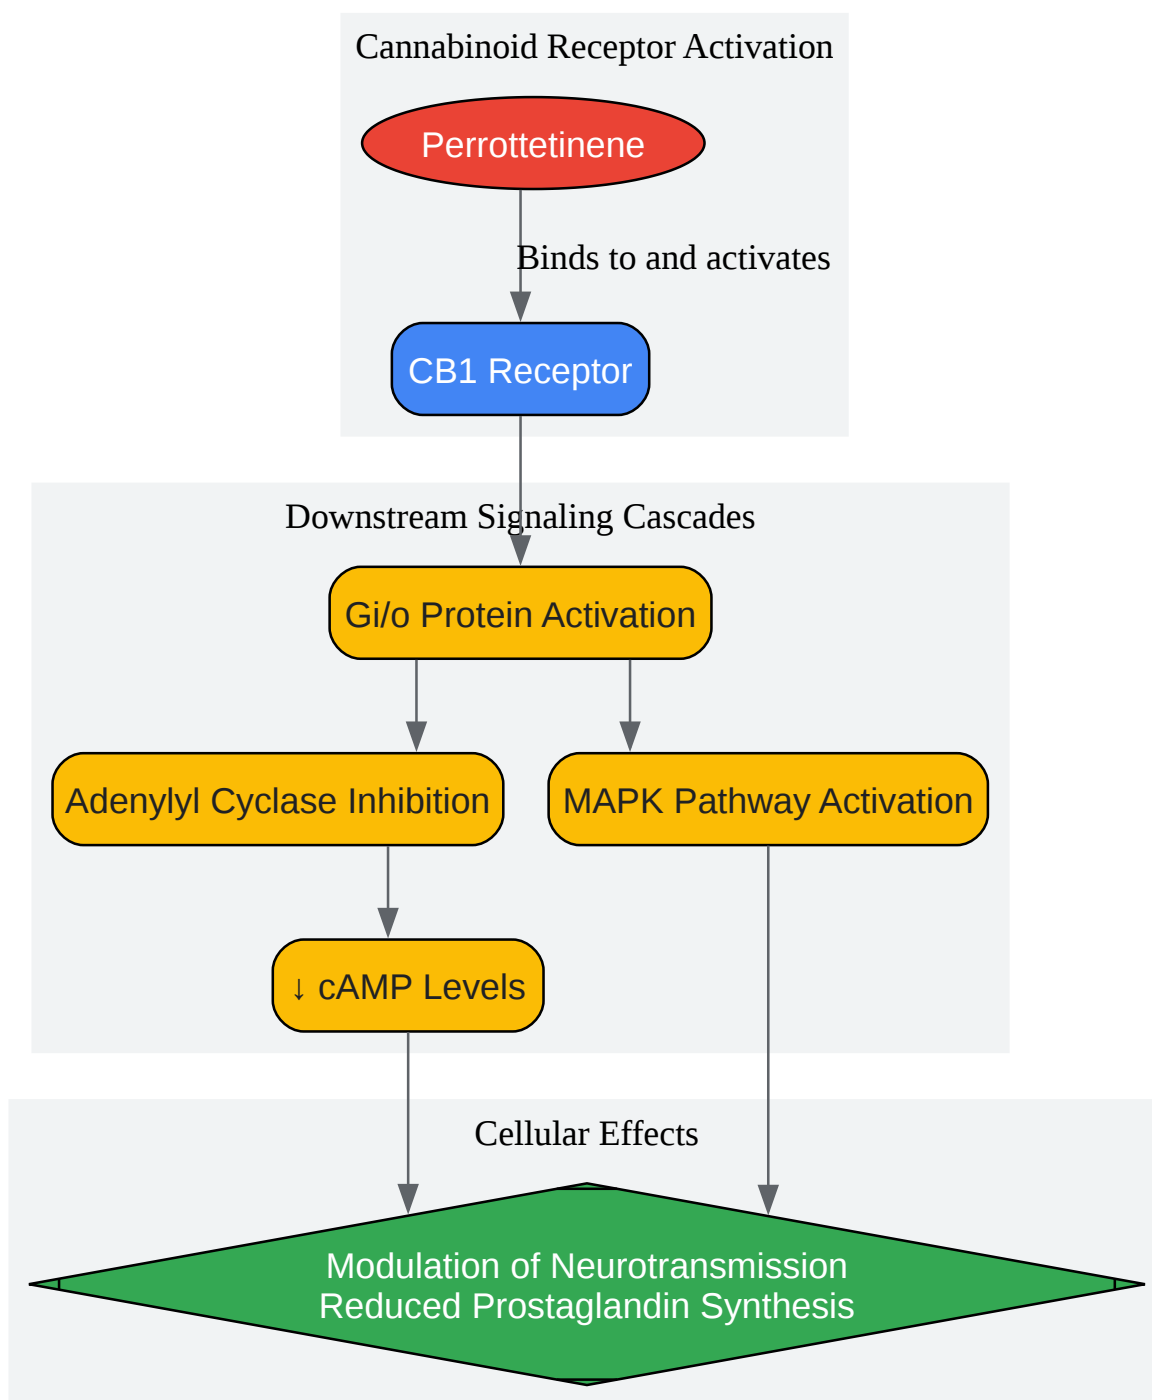 Cannabinoid Receptor Activation
Perrottetinene
Binds to and activates
CB1 Receptor
Downstream Signaling Cascades
Gi/o Protein Activation
Adenylyl Cyclase Inhibition
MAPK Pathway Activation
↓ cAMP Levels
Cellular Effects
Modulation of Neurotransmission
Reduced Prostaglandin Synthesis